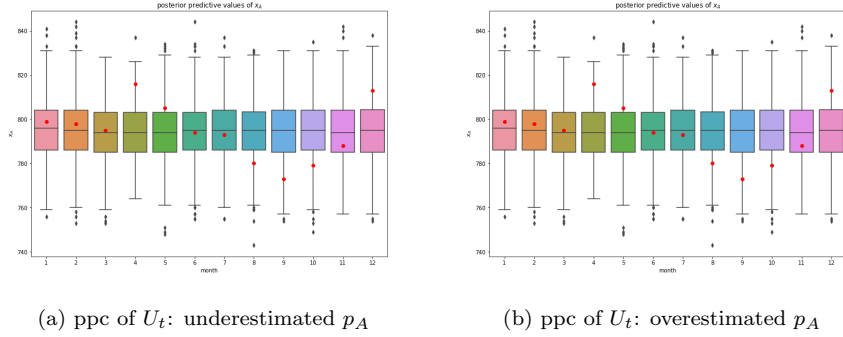 posterior predictive values of x_A
840
820
800
780
760
740
x_A
1 2 3 4 5 6 7 8 9 10 11 12
month
(a) ppc of U_t: underestimated p_A
posterior predictive values of x_A
840
820
800
780
760
740
x_A
1 2 3 4 5 6 7 8 9 10 11 12
month
(b) ppc of U_t: overestimated p_A